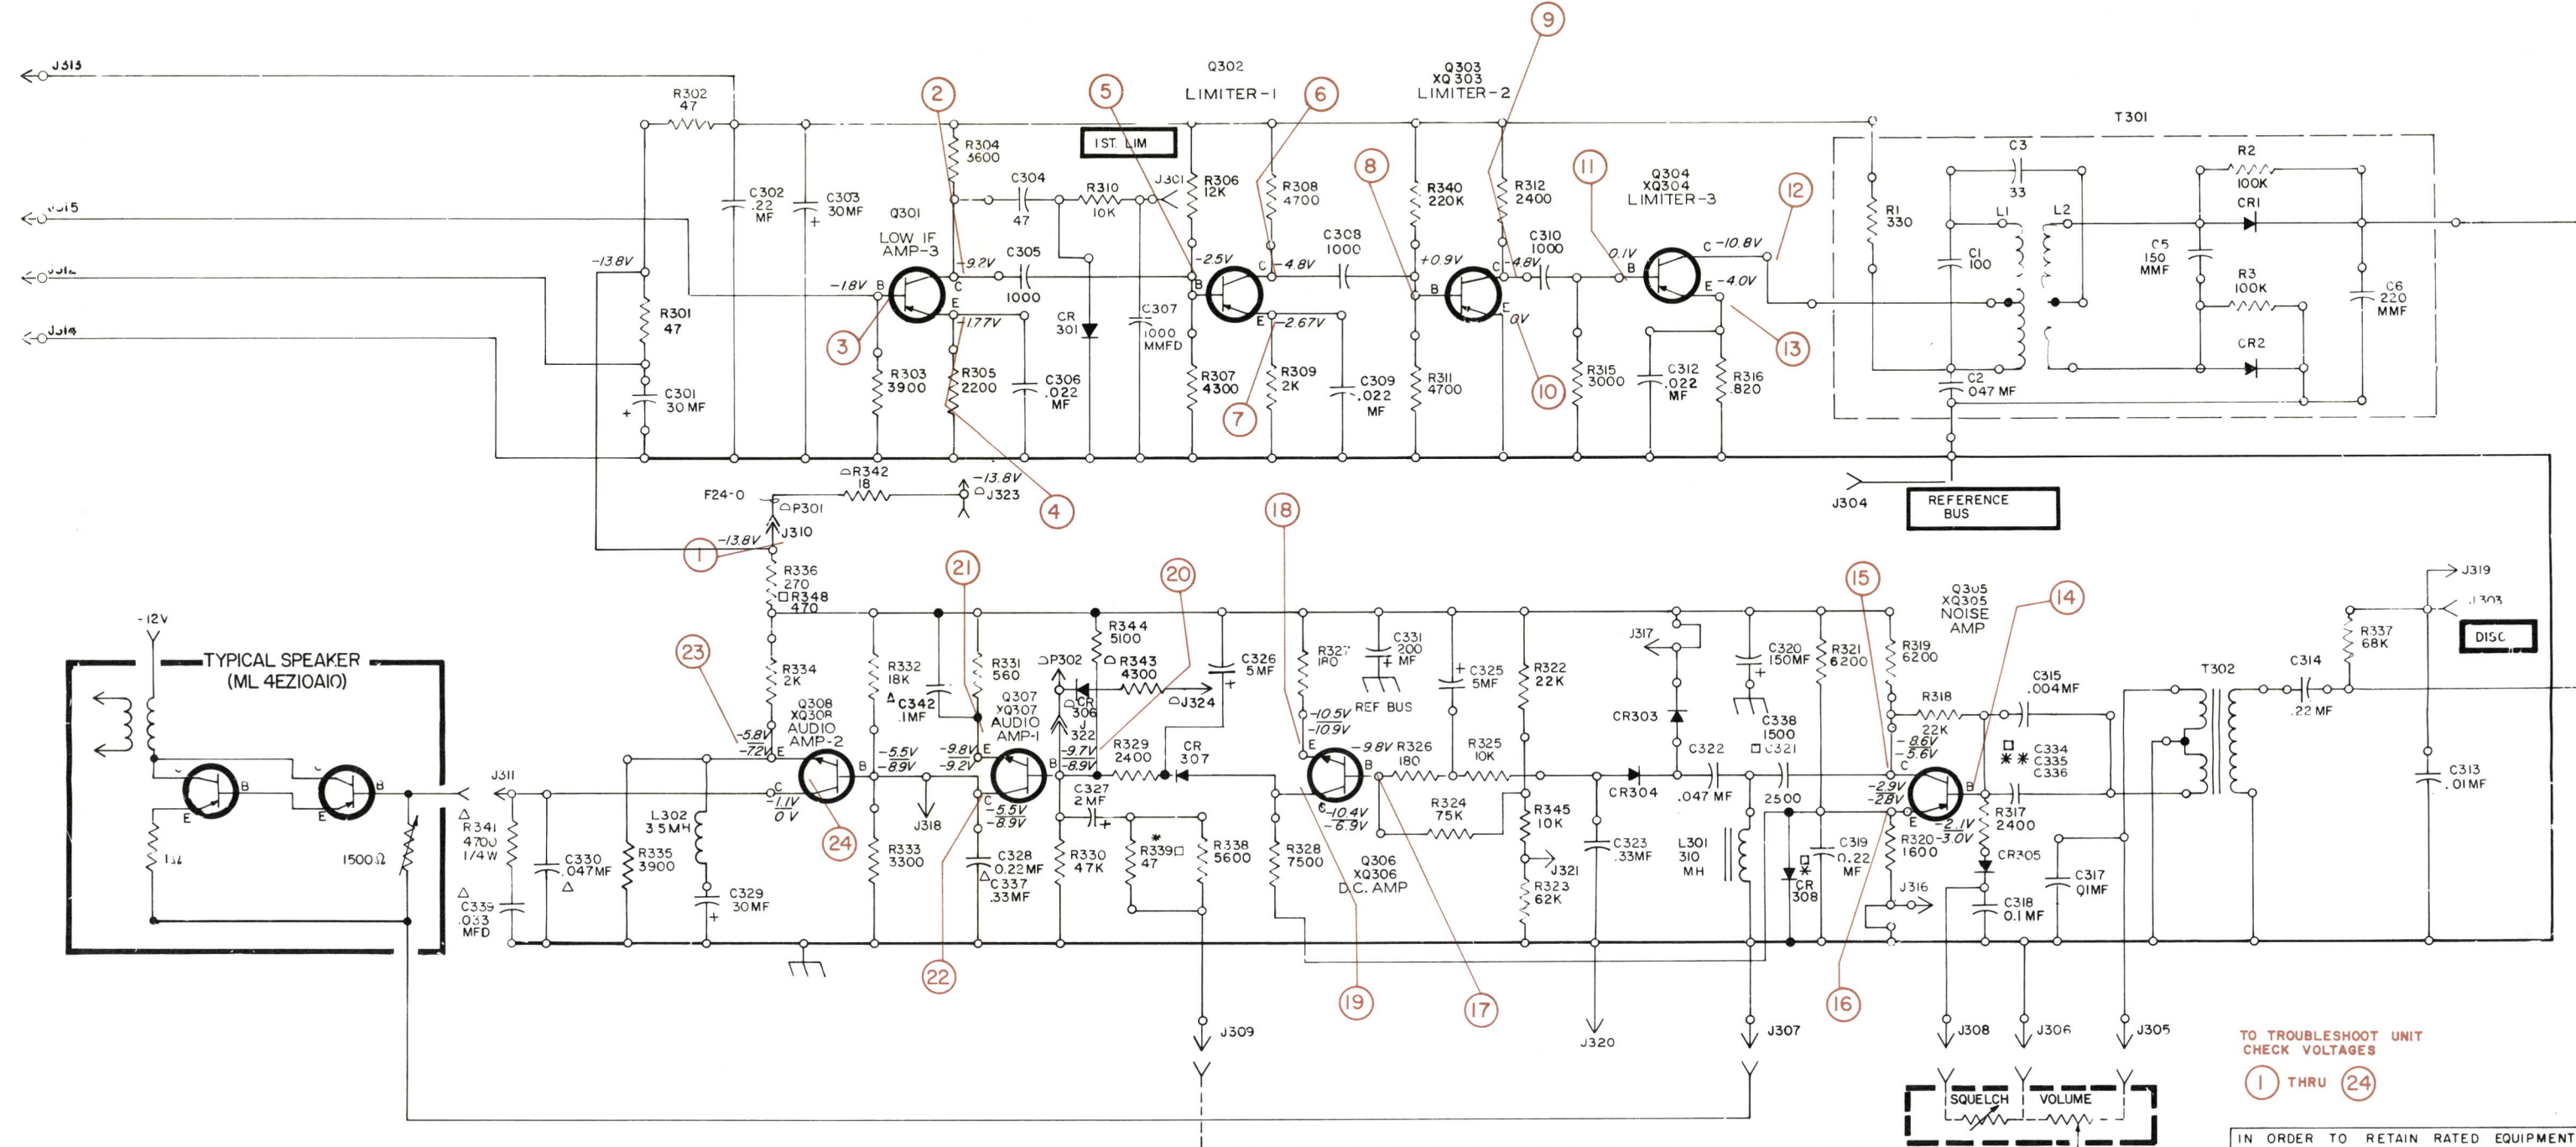 J313
J315
J312
J314
R302
47
-13.8V
R301
47
C301
30 MF
+
C302
.22
MF
C303
30MF
+
2
R304
3600
Q301
LOW IF
AMP-3
-9.2V
-1.8V
B
C
E
-1.77V
3
R303
3900
R305
2200
C306
.022
MF
4
1ST. LIM
C304
47
R310
10K
J301
C305
1000
CR
301
C307
1000
MMFD
5
Q302
LIMITER-1
6
R306
12K
R308
4700
-2.5V
B
C
-4.8V
E
-2.67V
R307
4300
7
R309
2K
C309
.022
MF
C308
1000
8
Q303
XQ303
LIMITER-2
9
R340
220K
R312
2400
+0.9V
B
C
-4.8V
E
0V
R311
4700
10
C310
1000
11
Q304
XQ304
LIMITER-3
0.1V
B
C
-10.8V
E
-4.0V
12
13
R315
3000
C312
.022
MF
R316
.820
T301
R1
330
C3
33
L1
L2
C1
100
C2
.047 MF
R2
100K
CR1
C5
150
MMF
R3
100K
CR2
C6
220
MMF
J304
REFERENCE
BUS
R342
18
F24-0
P301
J310
-13.8V
J323
-13.8V
1
R336
270
R348
470
-12V
TYPICAL SPEAKER
(ML 4EZ10A10)
C
B
E
B
E
1Ω
1500Ω
J311
R341
4700
1/4W
C339
.033
MFD
C330
.047MF
R335
3900
L302
3.5MH
C329
30MF
+
23
R334
2K
Q308
XQ308
AUDIO
AMP-2
-5.8V
-7.2V
E
B
C
-1.1V
0V
24
-5.5V
-8.9V
R332
18K
R333
3300
J318
C342
.1MF
21
R331
560
Q307
XQ307
AUDIO
AMP-1
-9.8V
-9.2V
E
B
C
-5.5V
-8.9V
22
C328
0.22MF
C337
.33MF
20
R344
5100
P302
R343
4300
CR
306
J324
J
322
-9.7V
-8.9V
R329
2400
CR
307
C326
5MF
+
C327
2MF
+
R330
47K
*
R339
47
R338
5600
J309
18
R327
180
-10.5V
-10.9V
E
B
C
-9.8V
-10.4V
-6.9V
R328
7500
Q306
XQ306
D.C. AMP
19
17
C331
200
MF
+
REF BUS
C325
5MF
+
R326
180
R325
10K
R324
75K
R322
22K
R345
10K
J321
R323
62K
J320
C323
.33MF
J317
CR303
CR304
C322
.047 MF
C320
150MF
+
C338
1500
C321
2500
L301
310
MH
J307
*
CR
308
C319
0.22
MF
R321
6200
R319
6200
15
Q305
XQ305
NOISE
AMP
14
R318
22K
-8.6V
-5.6V
C
B
E
-2.9V
-2.8V
-2.1V
-3.0V
R320
1600
16
J316
R317
2400
CR305
C318
0.1MF
C315
.004MF
**
C334
C335
C336
C317
.01MF
T302
C314
.22 MF
R337
68K
J319
J303
DISC
C313
.01MF
J308
J306
J305
SQUELCH
VOLUME
TO TROUBLESHOOT UNIT
CHECK VOLTAGES
1 THRU 24
IN ORDER TO RETAIN RATED EQUIPMENT